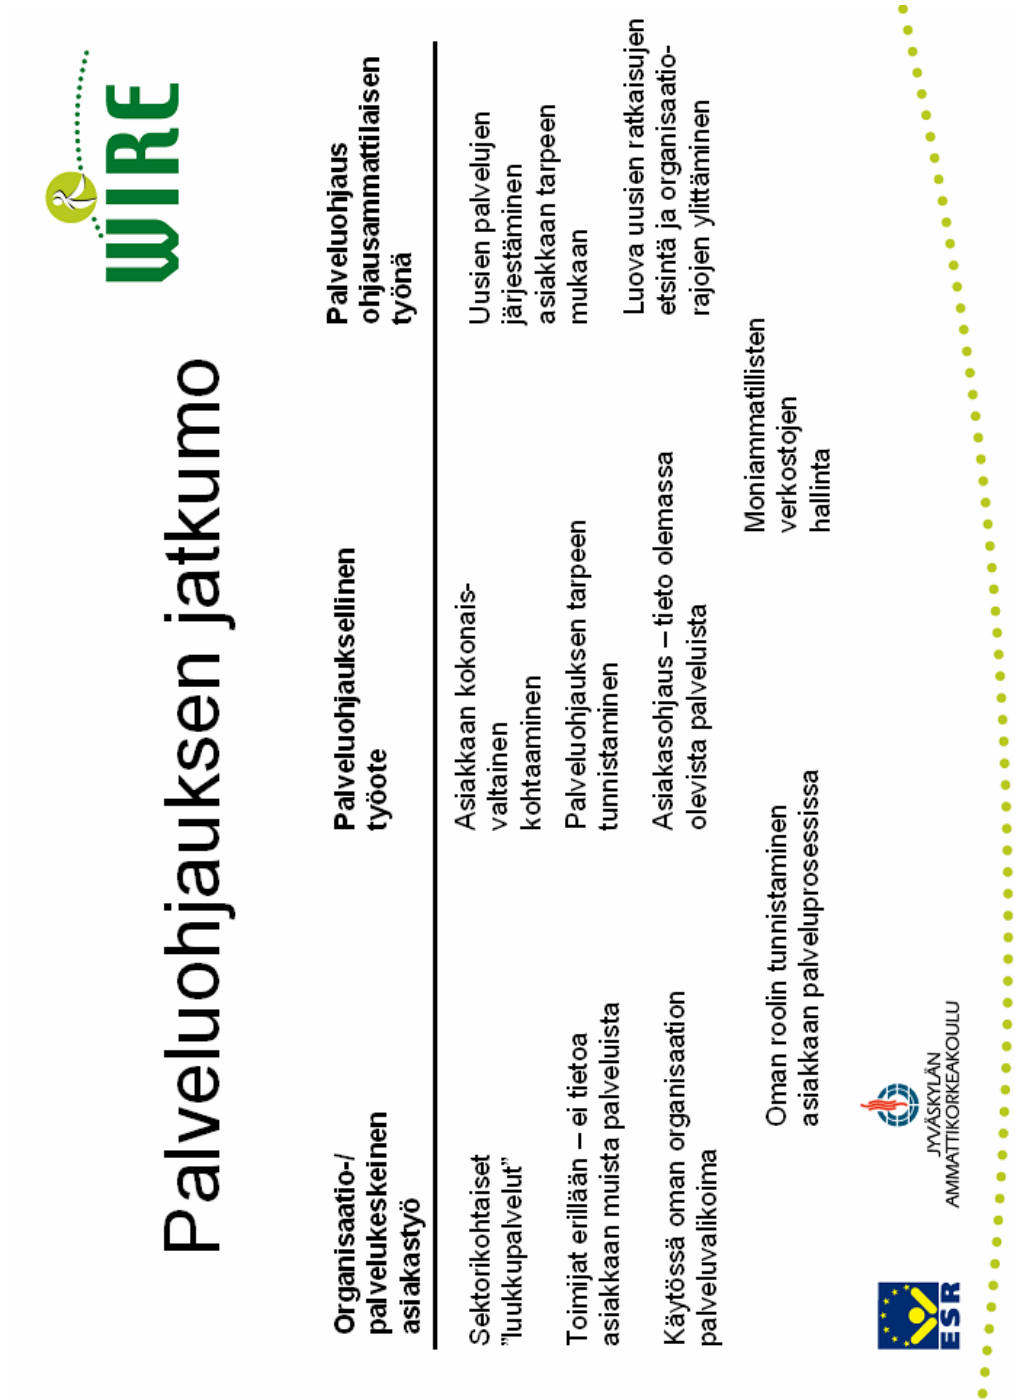 WIRE
Palveluohjauksen jatkumo
Organisaatio-/
palvelukeskeinen
asiakastyö
Palveluohjauksellinen
työote
Palveluohjaus
ohjausammattilaisen
työnä
Sektorikohtaiset
”luukkupalvelut”
Toimijat erillään – ei tietoa
asiakkaan muista palveluista
Käytössä oman organisaation
palveluvalikoima
Asiakkaan kokonais-
valtainen
kohtaaminen
Palveluohjauksen tarpeen
tunnistaminen
Asiakasohjaus – tieto olemassa
olevista palveluista
Uusien palvelujen
järjestäminen
asiakkaan tarpeen
mukaan
Luova uusien ratkaisujen
etsintä ja organisaatio-
rajojen ylittäminen
Oman roolin tunnistaminen
asiakkaan palveluprosessissa
Moniammatillisten
verkostojen
hallinta
ESR
JYVÄSKYLÄN
AMMATTIKORKEAKOULU